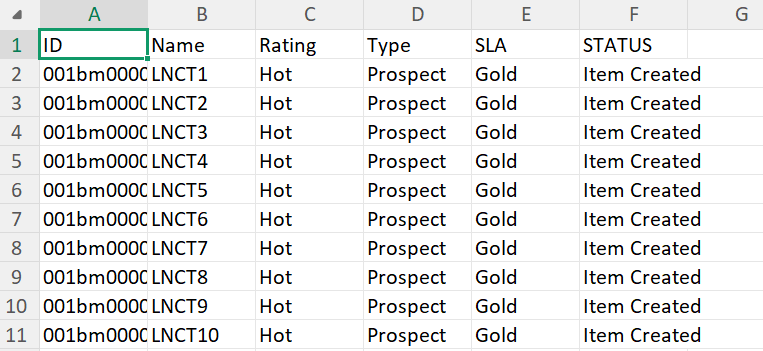 A B C D E F G
1 ID Name Rating Type SLA STATUS
2 001bm0000 LNCT1 Hot Prospect Gold Item Created
3 001bm0000 LNCT2 Hot Prospect Gold Item Created
4 001bm0000 LNCT3 Hot Prospect Gold Item Created
5 001bm0000 LNCT4 Hot Prospect Gold Item Created
6 001bm0000 LNCT5 Hot Prospect Gold Item Created
7 001bm0000 LNCT6 Hot Prospect Gold Item Created
8 001bm0000 LNCT7 Hot Prospect Gold Item Created
9 001bm0000 LNCT8 Hot Prospect Gold Item Created
10 001bm0000 LNCT9 Hot Prospect Gold Item Created
11 001bm0000 LNCT10 Hot Prospect Gold Item Created